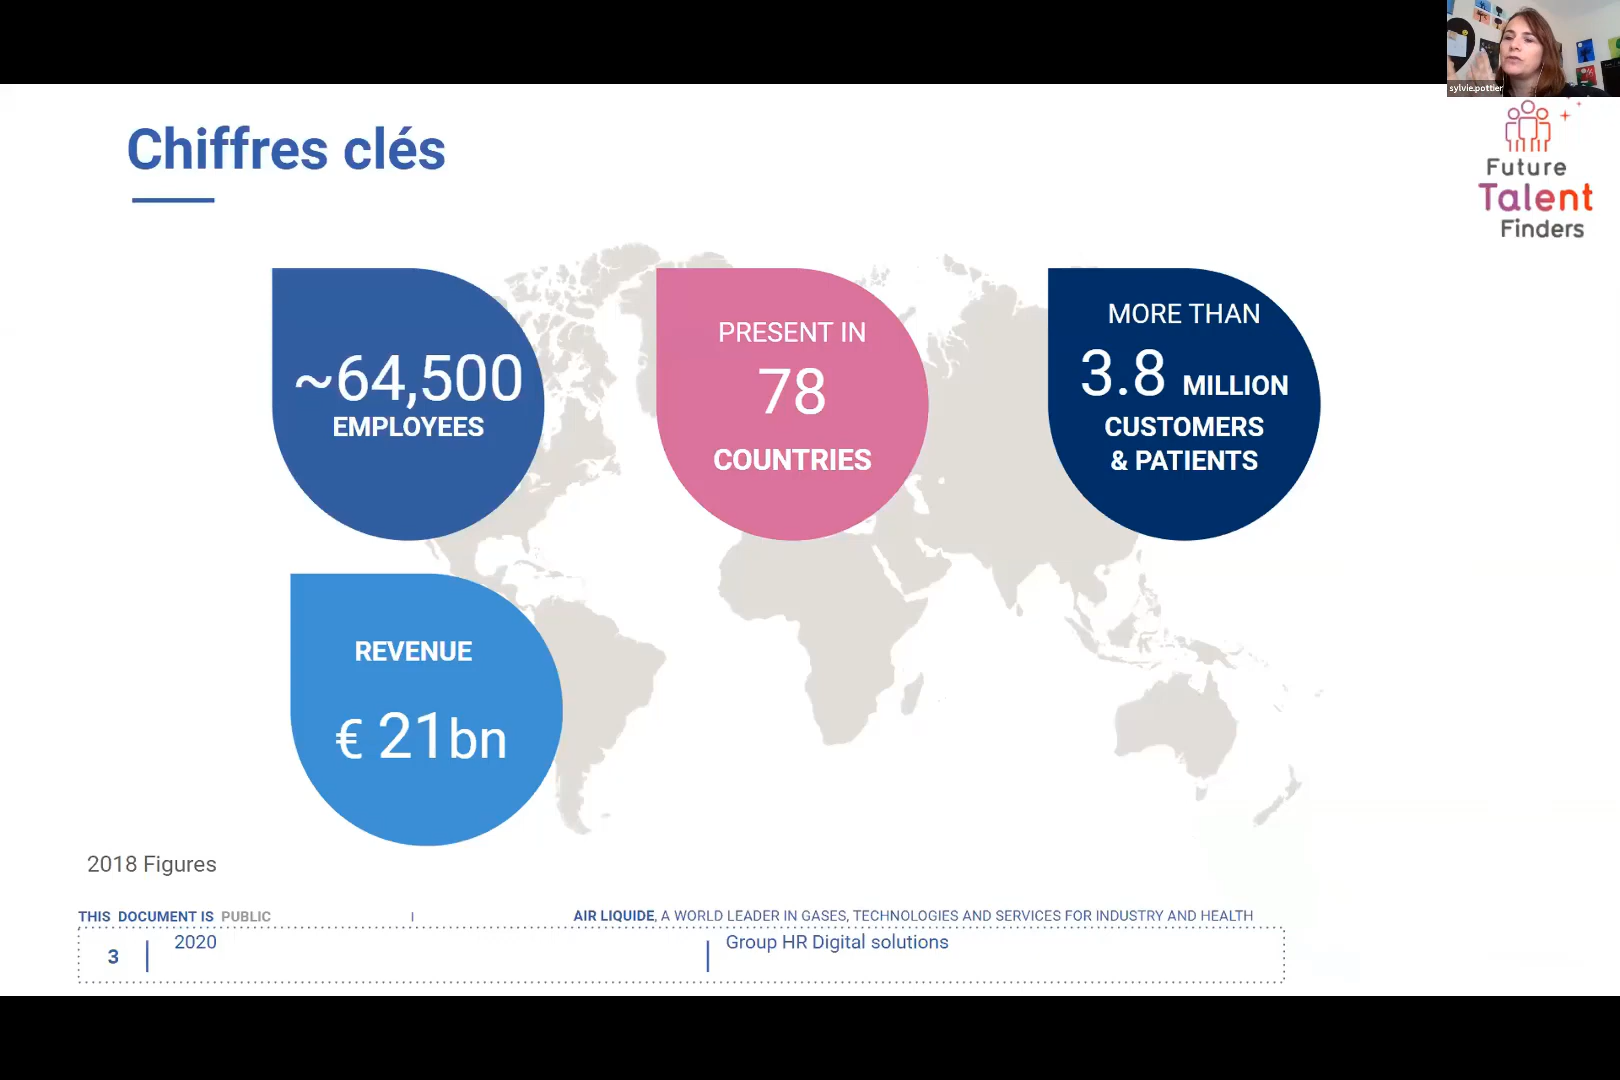 sylvie.pottier
Chiffres clés
Future
Talent
Finders
~64,500
EMPLOYEES
PRESENT IN
78
COUNTRIES
MORE THAN
3.8 MILLION
CUSTOMERS
& PATIENTS
REVENUE
€ 21bn
2018 Figures
THIS DOCUMENT IS PUBLIC
AIR LIQUIDE, A WORLD LEADER IN GASES, TECHNOLOGIES AND SERVICES FOR INDUSTRY AND HEALTH
3
2020
Group HR Digital solutions